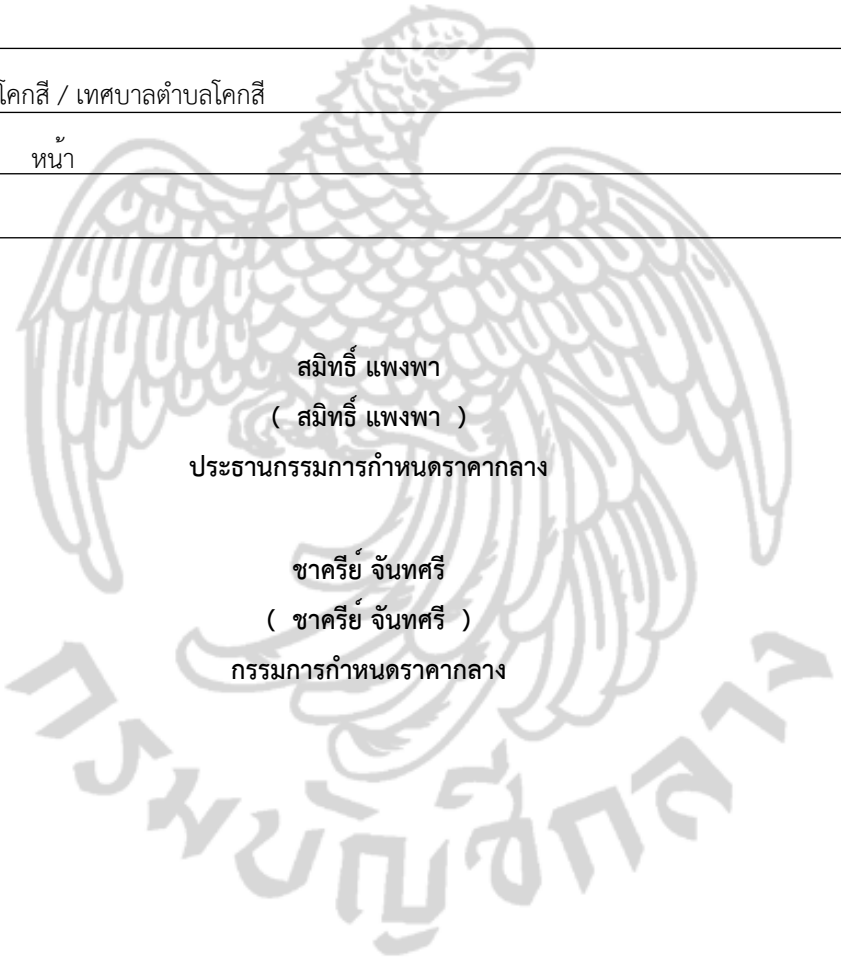 โคกสี / เทศบาลตำบลโคกสี
หน้า
สมิทธิ์ แพงพา
( สมิทธิ์ แพงพา )
ประธานกรรมการกำหนดราคากลาง
ชาครีย์ จันทศรี
( ชาครีย์ จันทศรี )
กรรมการกำหนดราคากลาง
กรมบัญชีกลาง